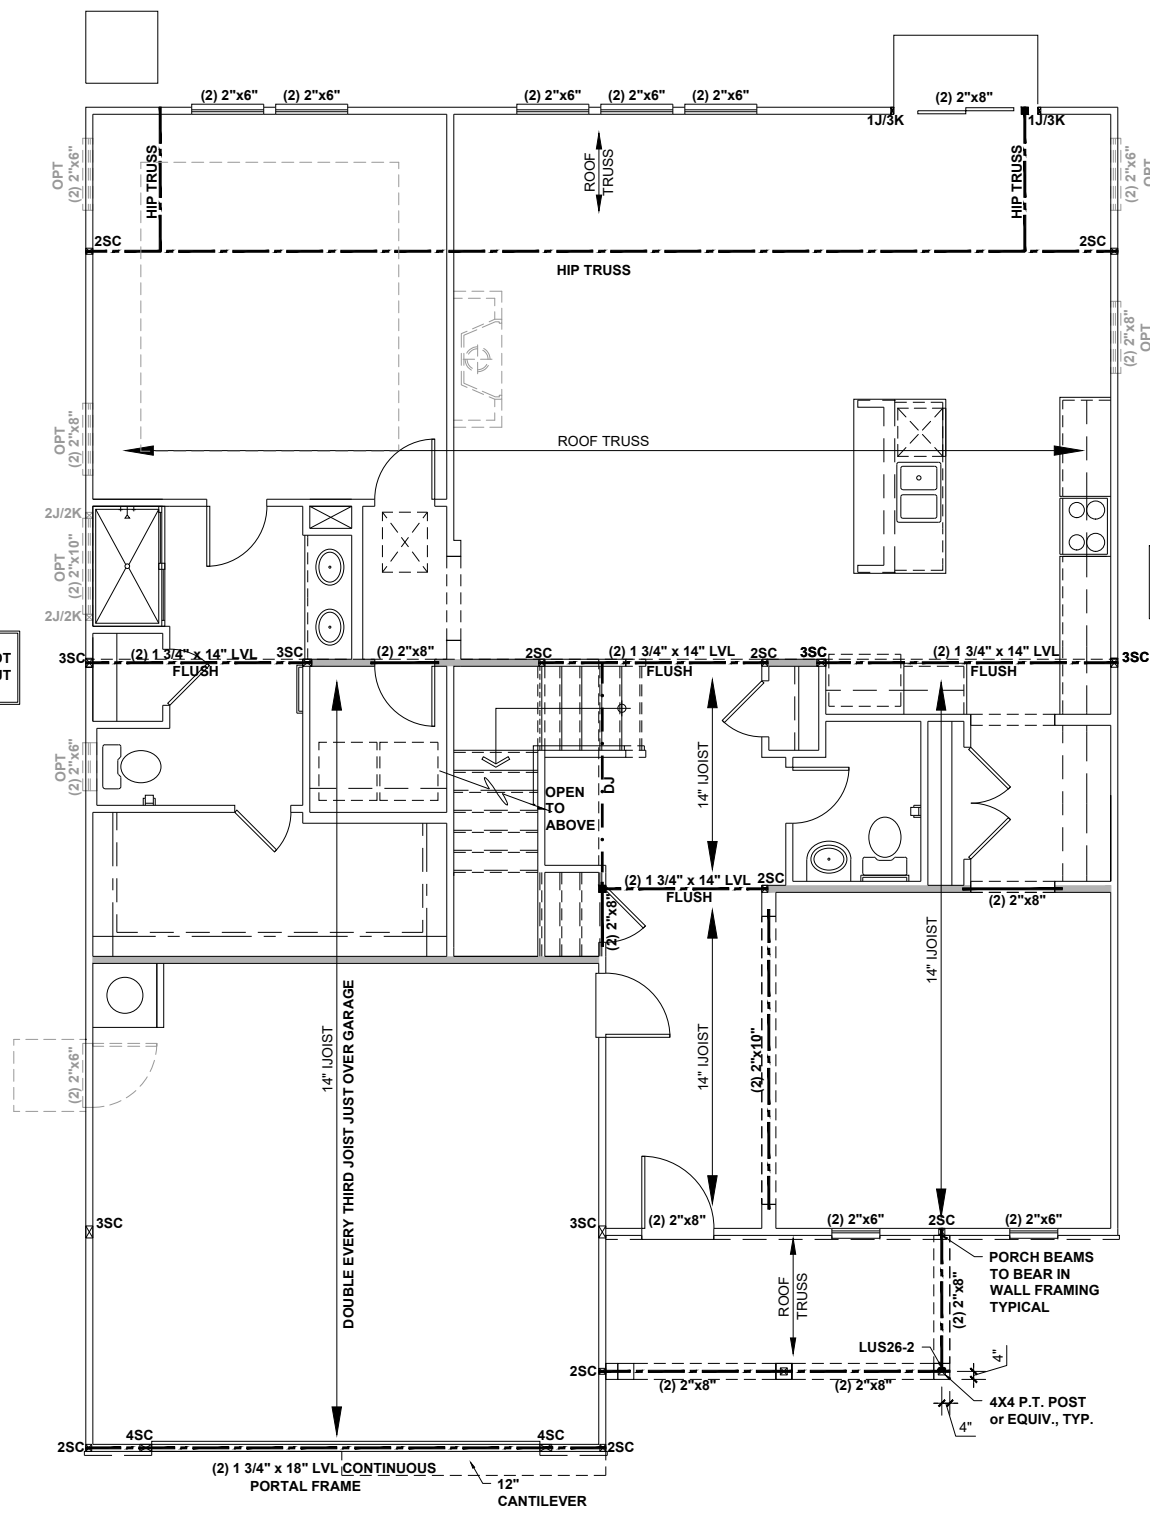 (2) 2"x6"
(2) 2"x6"
(2) 2"x6"
(2) 2"x6"
(2) 2"x6"
(2) 2"x8"
1J/3K
1J/3K
OPT
(2) 2"x6"
HIP TRUSS
ROOF
TRUSS
HIP TRUSS
(2) 2"x6"
OPT
2SC
2SC
HIP TRUSS
(2) 2"x8"
OPT
OPT
(2) 2"x8"
ROOF TRUSS
2J/2K
OPT
(2) 2"x10"
2J/2K
OT
UT
3SC
(2) 1 3/4" x 14" LVL
FLUSH
3SC
(2) 2"x8"
2SC
(2) 1 3/4" x 14" LVL
FLUSH
2SC
3SC
(2) 1 3/4" x 14" LVL
FLUSH
3SC
OPT
(2) 2"x6"
14" IJOIST
DJ
OPEN
TO
ABOVE
(2) 1 3/4" x 14" LVL
FLUSH
2SC
(2) 2"x8"
(2) 2"x8"
14" IJOIST
14" IJOIST
(2) 2"x10"
14" IJOIST
DOUBLE EVERY THIRD JOIST JUST OVER GARAGE
(2) 2"x6"
3SC
3SC
(2) 2"x8"
(2) 2"x6"
2SC
(2) 2"x6"
PORCH BEAMS
TO BEAR IN
WALL FRAMING
TYPICAL
ROOF
TRUSS
(2) 2"x8"
LUS26-2
4"
2SC
(2) 2"x8"
(2) 2"x8"
4X4 P.T. POST
or EQUIV., TYP.
4"
2SC
4SC
4SC
2SC
(2) 1 3/4" x 18" LVL CONTINUOUS
PORTAL FRAME
12"
CANTILEVER